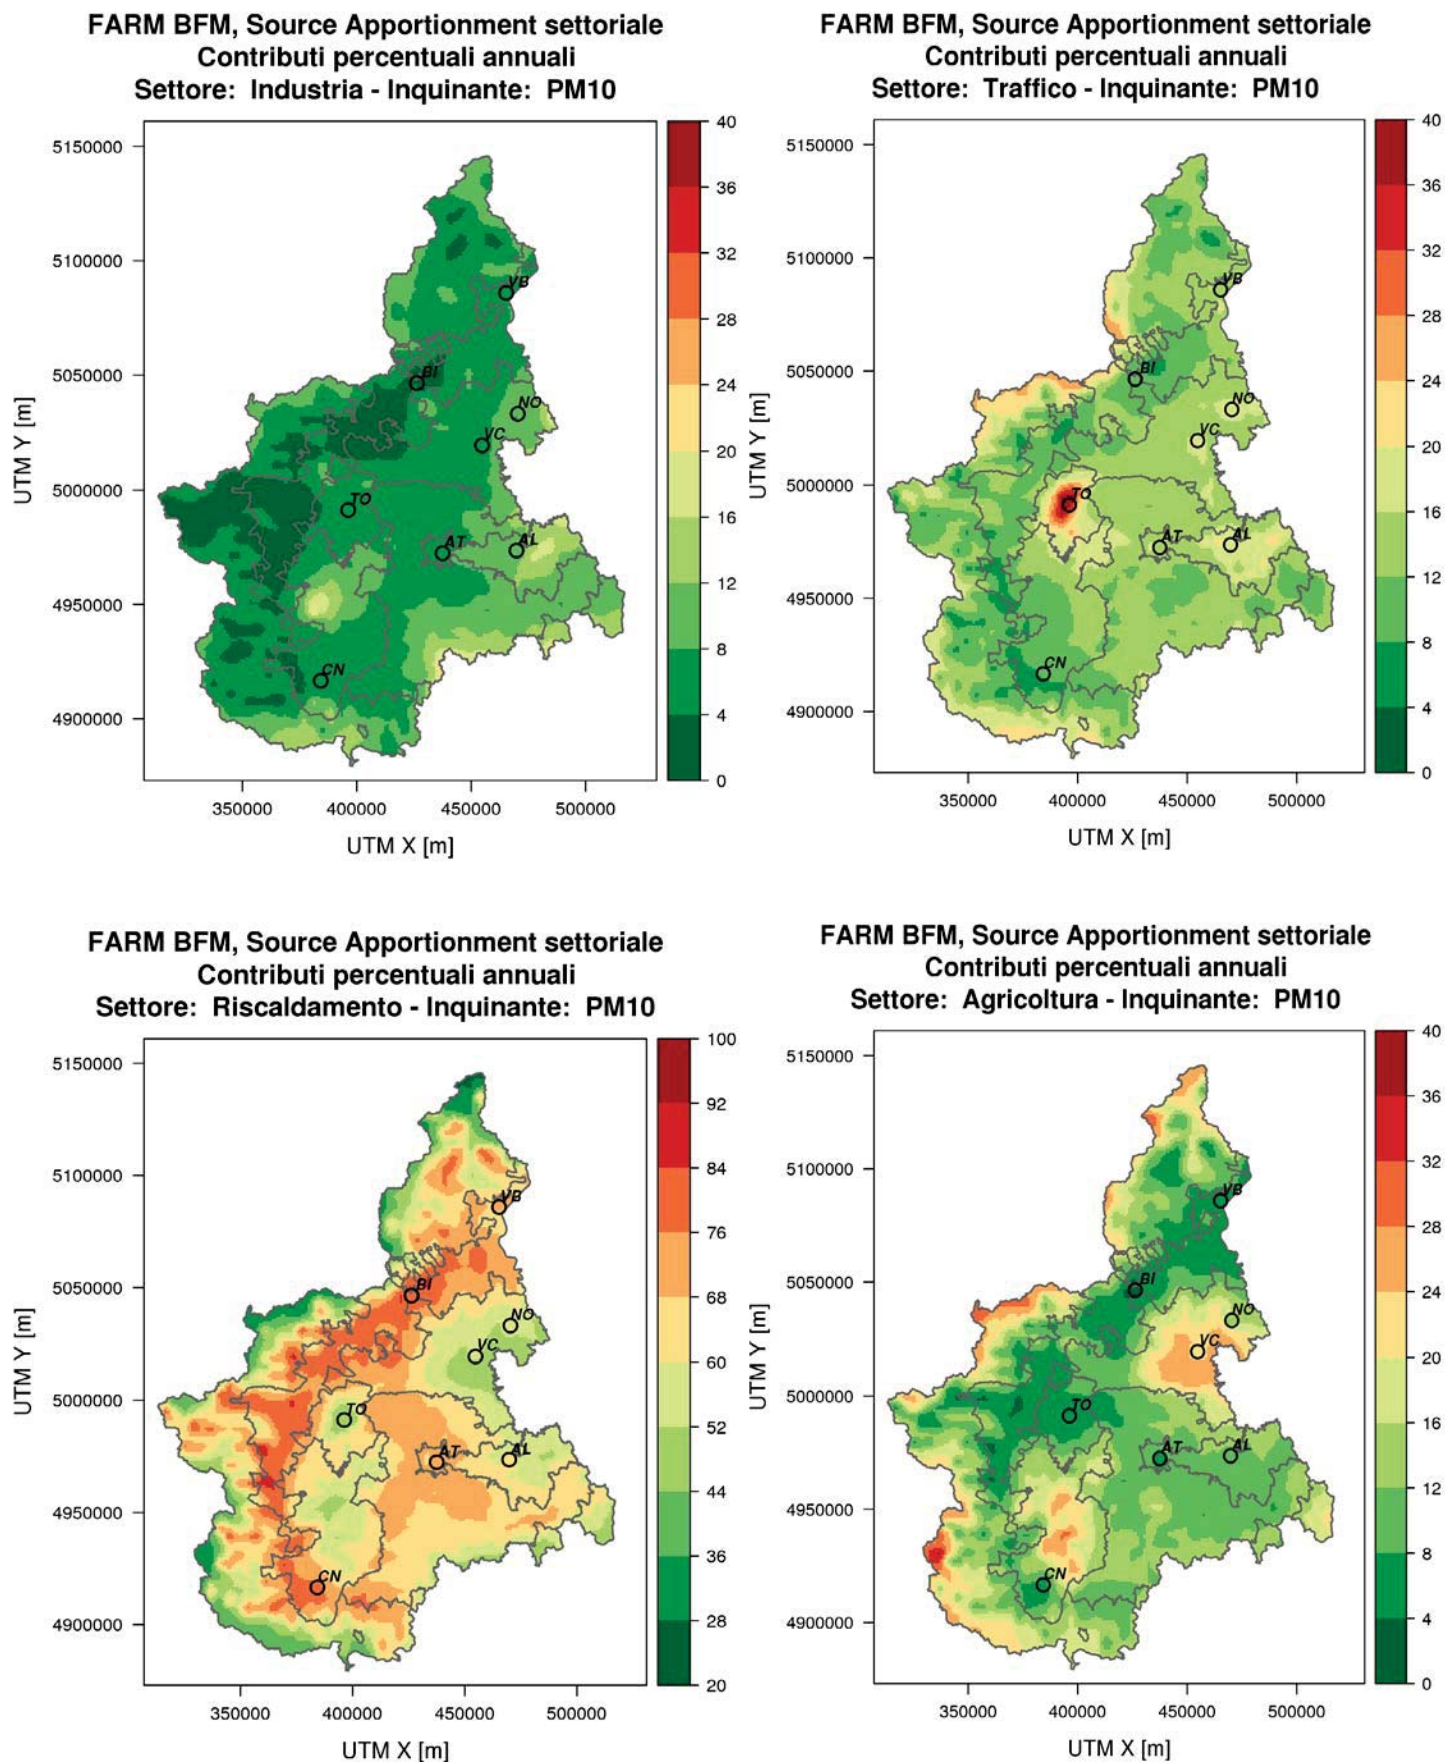 FARM BFM, Source Apportionment settoriale
Contributi percentuali annuali
Settore: Industria - Inquinante: PM10
5150000
5100000
5050000
5000000
4950000
4900000
UTM Y [m]
VB
BI
NO
VC
TO
AT
AL
CN
350000 400000 450000 500000
UTM X [m]
40
36
32
28
24
20
16
12
8
4
0
FARM BFM, Source Apportionment settoriale
Contributi percentuali annuali
Settore: Traffico - Inquinante: PM10
5150000
5100000
5050000
5000000
4950000
4900000
UTM Y [m]
VB
BI
NO
VC
TO
AT
AL
CN
350000 400000 450000 500000
UTM X [m]
40
36
32
28
24
20
16
12
8
4
0
FARM BFM, Source Apportionment settoriale
Contributi percentuali annuali
Settore: Riscaldamento - Inquinante: PM10
5150000
5100000
5050000
5000000
4950000
4900000
UTM Y [m]
VB
BI
NO
VC
TO
AT
AL
CN
350000 400000 450000 500000
UTM X [m]
100
92
84
76
68
60
52
44
36
28
20
FARM BFM, Source Apportionment settoriale
Contributi percentuali annuali
Settore: Agricoltura - Inquinante: PM10
5150000
5100000
5050000
5000000
4950000
4900000
UTM Y [m]
VB
BI
NO
VC
TO
AT
AL
CN
350000 400000 450000 500000
UTM X [m]
40
36
32
28
24
20
16
12
8
4
0